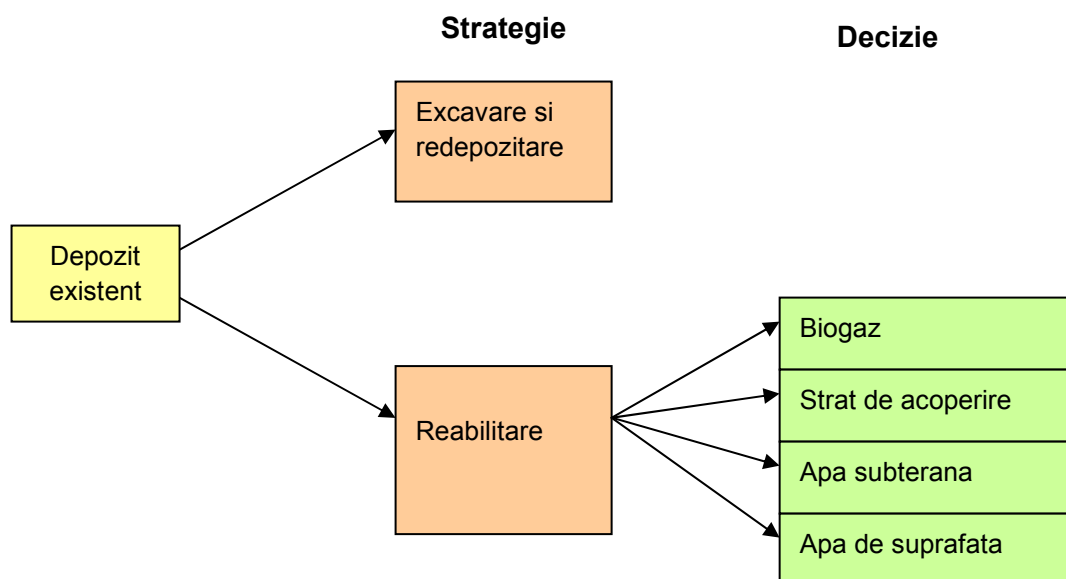 Strategie
Decizie
Excavare si
redepozitare
Depozit
existent
Reabilitare
Biogaz
Strat de acoperire
Apa subterana
Apa de suprafata